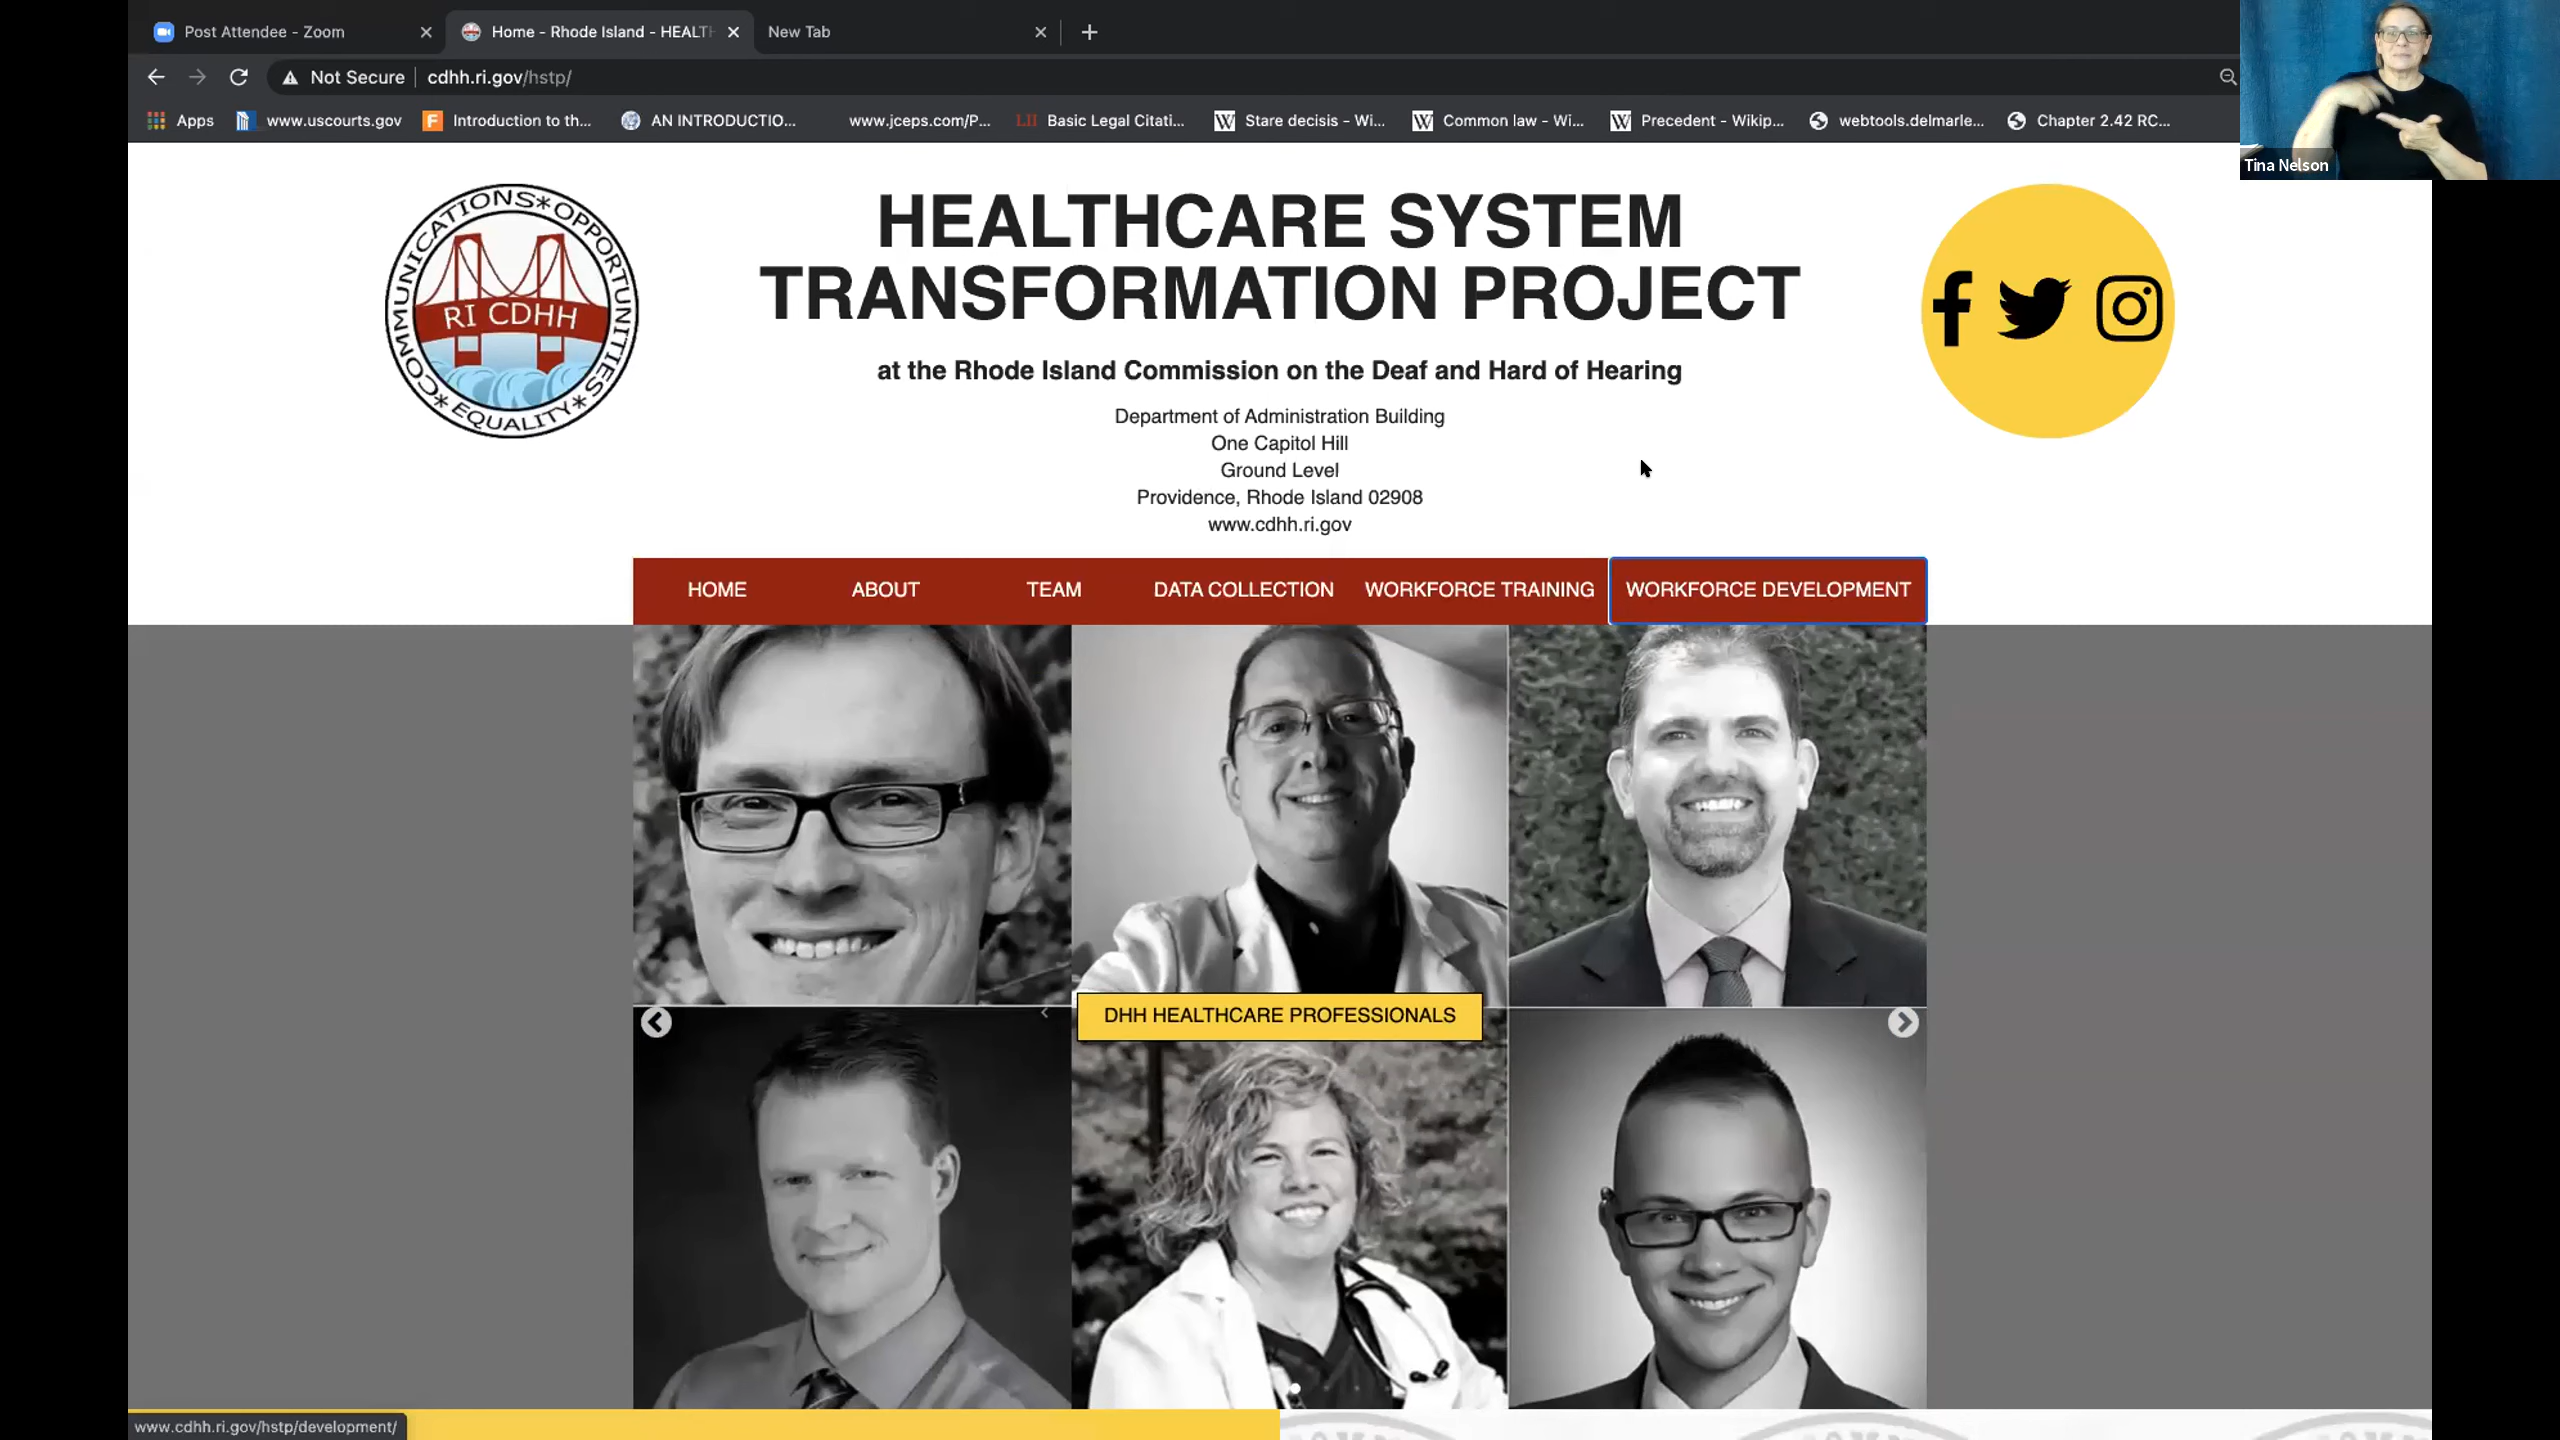 Post Attendee - Zoom
Home - Rhode Island - HEALTH
New Tab
Not Secure
cdhh.ri.gov/hstp/
Apps
www.uscourts.gov
Introduction to th...
AN INTRODUCTIO...
www.jceps.com/P...
LII
Basic Legal Citati...
Stare decisis - Wi...
Common law - Wi...
Precedent - Wikip...
webtools.delmarle...
Chapter 2.42 RC...
Tina Nelson
COMMUNICATIONS*OPPORTUNITIES*EQUALITY*
RI CDHH
HEALTHCARE SYSTEM
TRANSFORMATION PROJECT
at the Rhode Island Commission on the Deaf and Hard of Hearing
Department of Administration Building
One Capitol Hill
Ground Level
Providence, Rhode Island 02908
www.cdhh.ri.gov
HOME
ABOUT
TEAM
DATA COLLECTION
WORKFORCE TRAINING
WORKFORCE DEVELOPMENT
DHH HEALTHCARE PROFESSIONALS
www.cdhh.ri.gov/hstp/development/